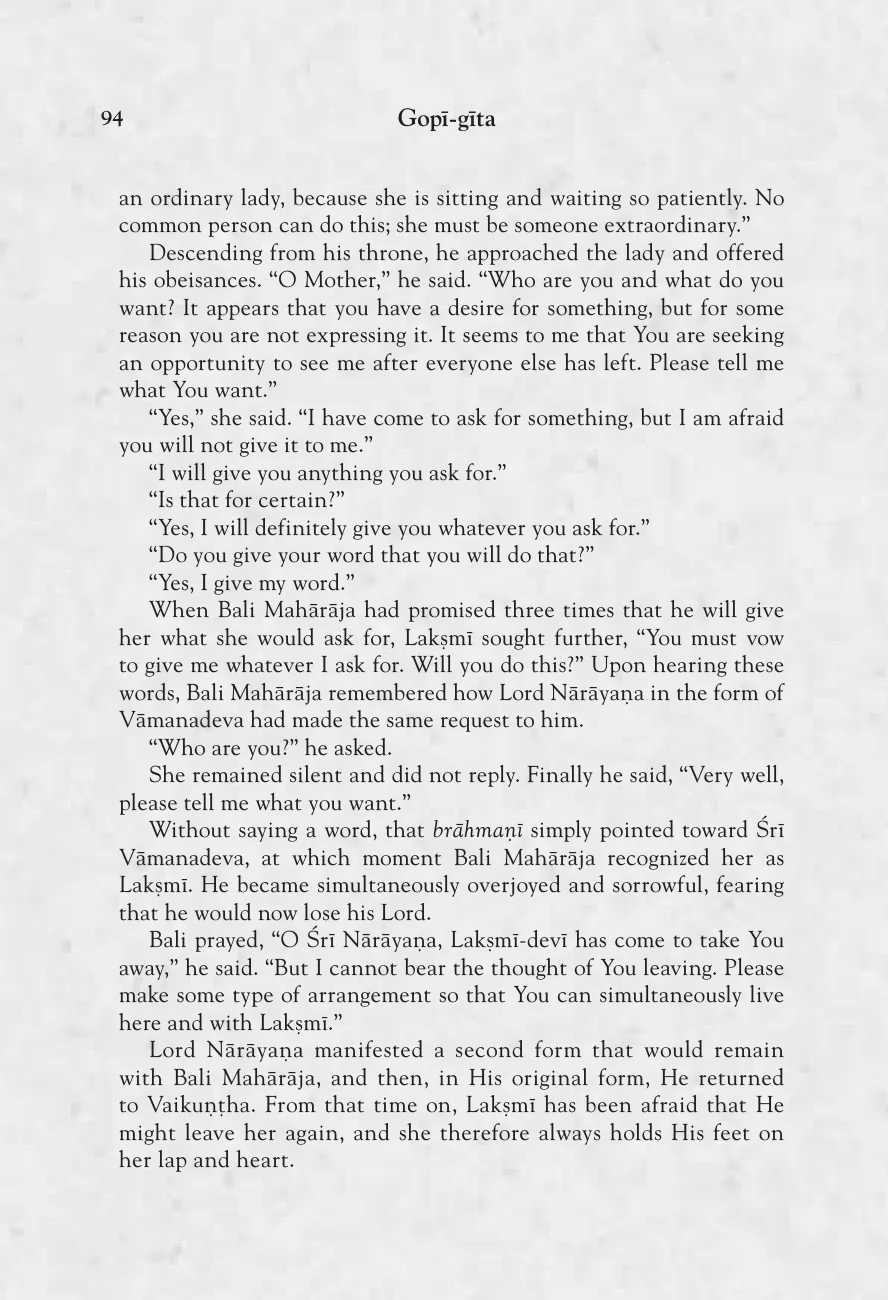 94
Gopī-gīta
an ordinary lady, because she is sitting and waiting so patiently. No
common person can do this; she must be someone extraordinary.”
Descending from his throne, he approached the lady and offered
his obeisances. “O Mother,” he said. “Who are you and what do you
want? It appears that you have a desire for something, but for some
reason you are not expressing it. It seems to me that You are seeking
an opportunity to see me after everyone else has left. Please tell me
what You want.”
“Yes,” she said. “I have come to ask for something, but I am afraid
you will not give it to me.”
“I will give you anything you ask for.”
“Is that for certain?”
“Yes, I will definitely give you whatever you ask for.”
“Do you give your word that you will do that?”
“Yes, I give my word.”
When Bali Mahārāja had promised three times that he will give
her what she would ask for, Lakṣmī sought further, “You must vow
to give me whatever I ask for. Will you do this?” Upon hearing these
words, Bali Mahārāja remembered how Lord Nārāyaṇa in the form of
Vāmanadeva had made the same request to him.
“Who are you?” he asked.
She remained silent and did not reply. Finally he said, “Very well,
please tell me what you want.”
Without saying a word, that brāhmaṇī simply pointed toward Śrī
Vāmanadeva, at which moment Bali Mahārāja recognized her as
Lakṣmī. He became simultaneously overjoyed and sorrowful, fearing
that he would now lose his Lord.
Bali prayed, “O Śrī Nārāyaṇa, Lakṣmī-devī has come to take You
away,” he said. “But I cannot bear the thought of You leaving. Please
make some type of arrangement so that You can simultaneously live
here and with Lakṣmī.”
Lord Nārāyaṇa manifested a second form that would remain
with Bali Mahārāja, and then, in His original form, He returned
to Vaikuṇṭha. From that time on, Lakṣmī has been afraid that He
might leave her again, and she therefore always holds His feet on
her lap and heart.